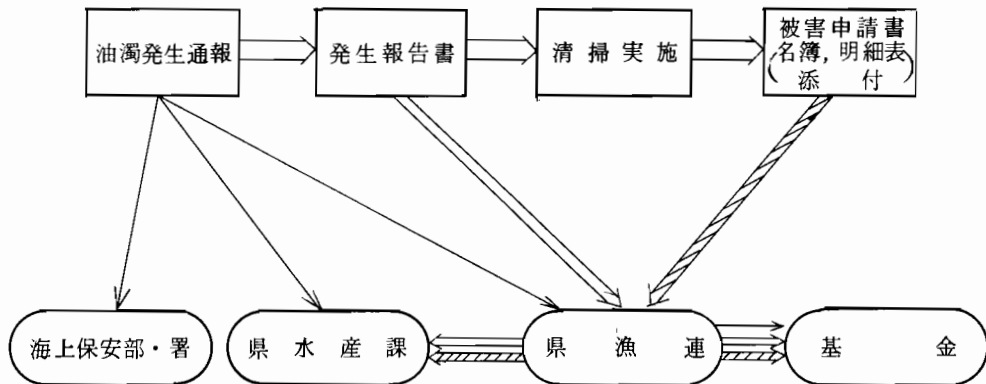 油濁発生通報
発生報告書
清掃実施
被害申請書
(名簿,明細表
添付)
海上保安部・署
県水産課
県漁連
基金